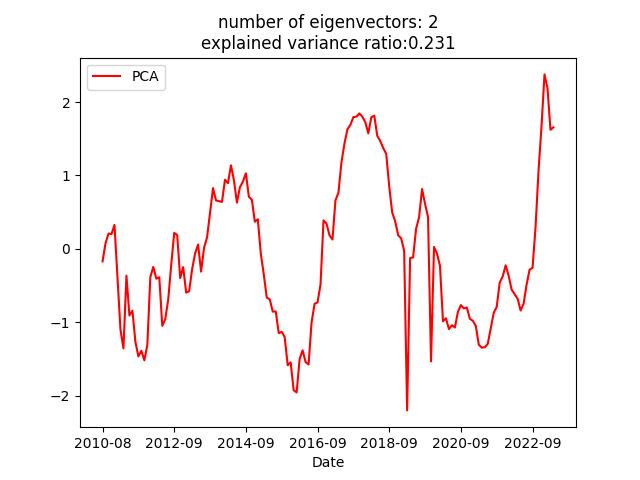 number of eigenvectors: 2
explained variance ratio:0.231
PCA
2
1
0
−1
−2
2010-08 2012-09 2014-09 2016-09 2018-09 2020-09 2022-09
Date